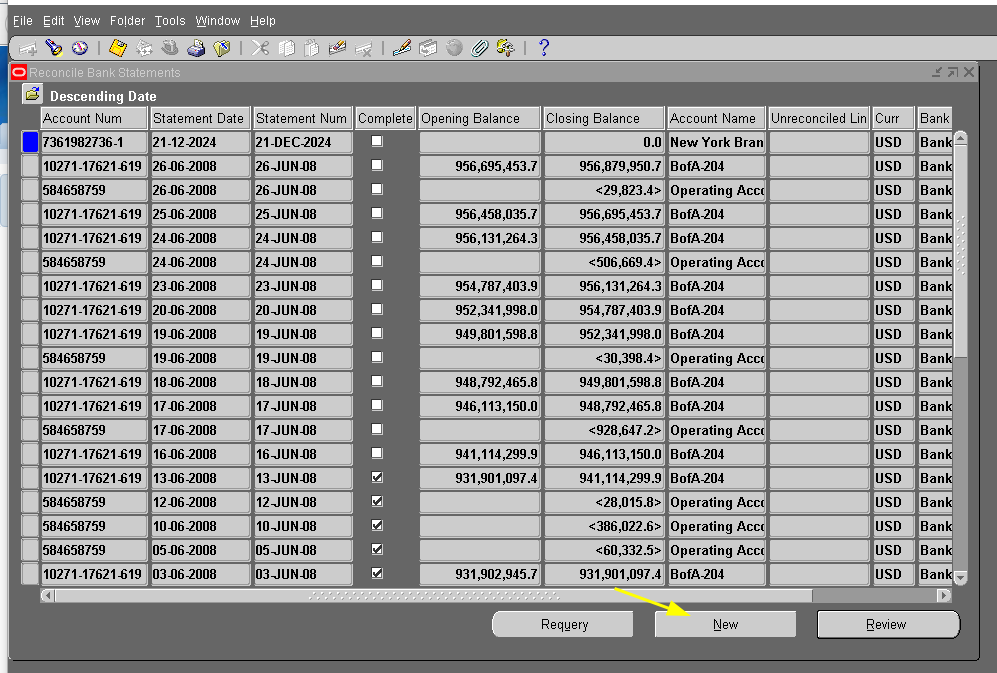 File Edit View Folder Tools Window Help
?
Reconcile Bank Statements
Descending Date
Account Num Statement Date Statement Num Complete Opening Balance Closing Balance Account Name Unreconciled Lin Curr Bank
7361982736-1 21-12-2024 21-DEC-2024 0.0 New York Bran USD Bank
10271-17621-619 26-06-2008 26-JUN-08 956,695,453.7 956,879,950.7 BofA-204 USD Bank
584658759 26-06-2008 26-JUN-08 <29,823.4> Operating Acc USD Bank
10271-17621-619 25-06-2008 25-JUN-08 956,458,035.7 956,695,453.7 BofA-204 USD Bank
10271-17621-619 24-06-2008 24-JUN-08 956,131,264.3 956,458,035.7 BofA-204 USD Bank
584658759 24-06-2008 24-JUN-08 <506,669.4> Operating Acc USD Bank
10271-17621-619 23-06-2008 23-JUN-08 954,787,403.9 956,131,264.3 BofA-204 USD Bank
10271-17621-619 20-06-2008 20-JUN-08 952,341,998.0 954,787,403.9 BofA-204 USD Bank
10271-17621-619 19-06-2008 19-JUN-08 949,801,598.8 952,341,998.0 BofA-204 USD Bank
584658759 19-06-2008 19-JUN-08 <30,398.4> Operating Acc USD Bank
10271-17621-619 18-06-2008 18-JUN-08 948,792,465.8 949,801,598.8 BofA-204 USD Bank
10271-17621-619 17-06-2008 17-JUN-08 946,113,150.0 948,792,465.8 BofA-204 USD Bank
584658759 17-06-2008 17-JUN-08 <928,647.2> Operating Acc USD Bank
10271-17621-619 16-06-2008 16-JUN-08 941,114,299.9 946,113,150.0 BofA-204 USD Bank
10271-17621-619 13-06-2008 13-JUN-08 931,901,097.4 941,114,299.9 BofA-204 USD Bank
584658759 12-06-2008 12-JUN-08 <28,015.8> Operating Acc USD Bank
584658759 10-06-2008 10-JUN-08 <386,022.6> Operating Acc USD Bank
584658759 05-06-2008 05-JUN-08 <60,332.5> Operating Acc USD Bank
10271-17621-619 03-06-2008 03-JUN-08 931,902,945.7 931,901,097.4 BofA-204 USD Bank
Requery New Review